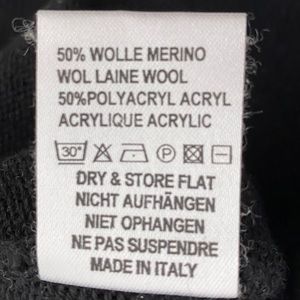 50% WOLLE MERINO
WOL LAINE WOOL
50%POLYACRYL ACRYL
ACRYLIQUE ACRYLIC
30° P
DRY & STORE FLAT
NICHT AUFHÄNGEN
NIET OPHANGEN
NE PAS SUSPENDRE
MADE IN ITALY